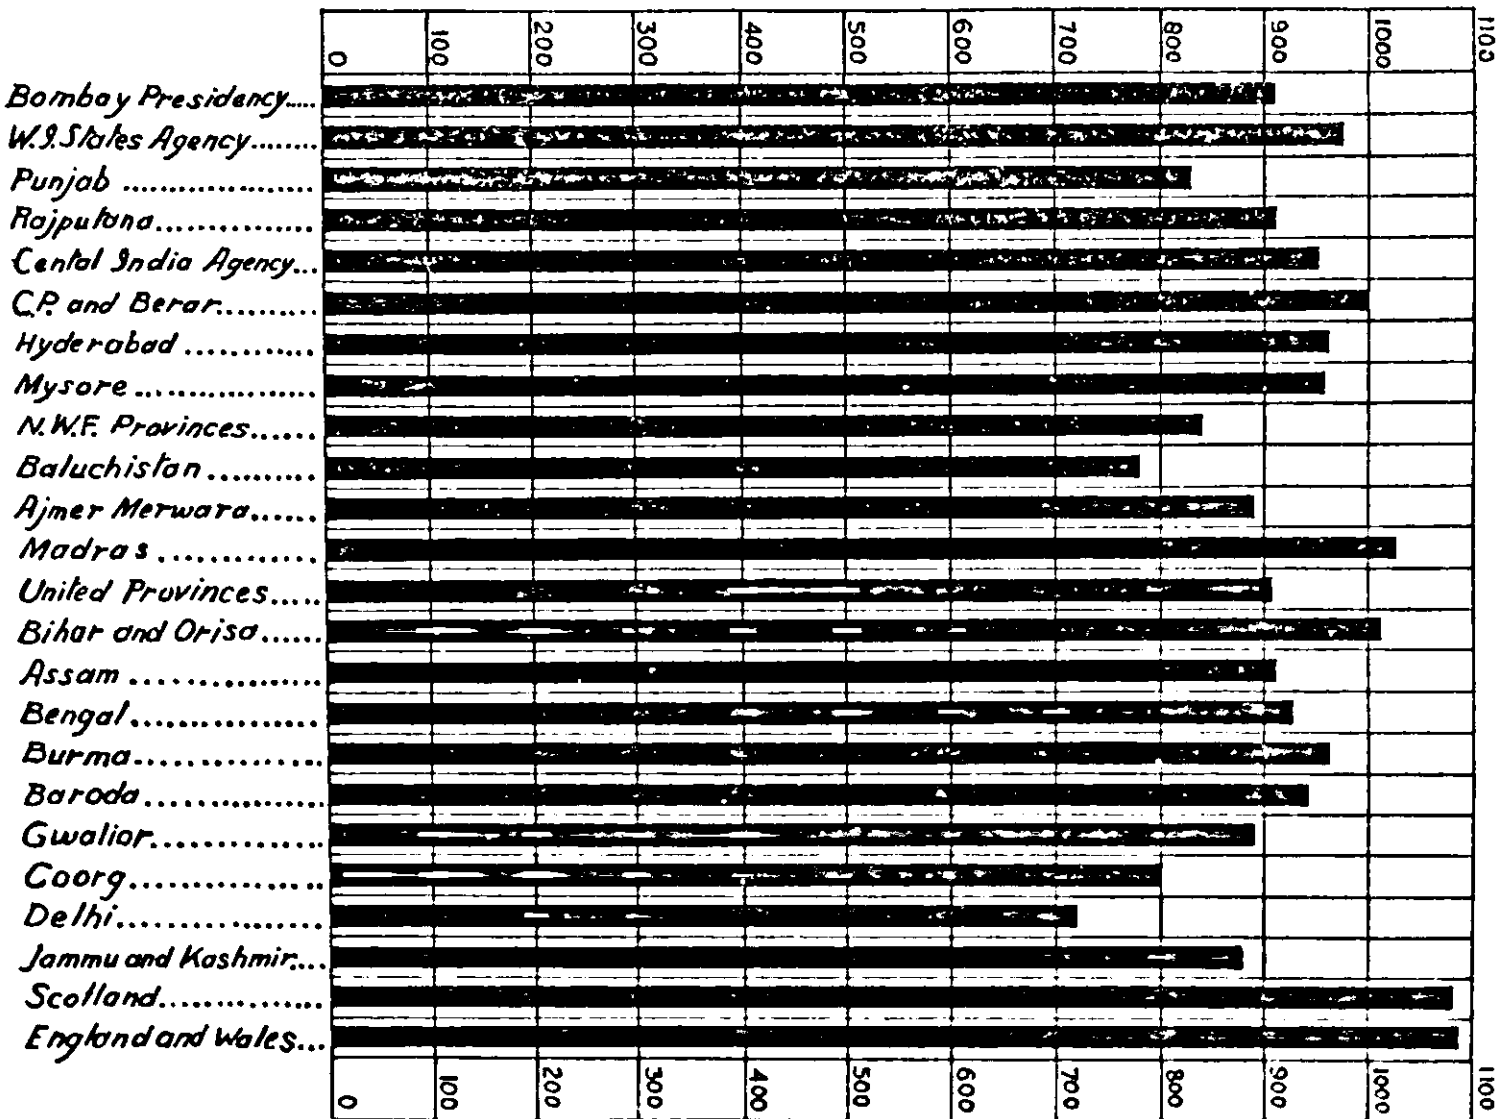 0 100 200 300 400 500 600 700 800 900 1000 1100
Bombay Presidency.....
W.I. States Agency........
Punjab ..................
Rajputana...............
Cental India Agency...
C.P. and Berar..........
Hyderabad ............
Mysore .................
N.W.F. Provinces......
Baluchistan ..........
Ajmer Merwara......
Madras .............
United Provinces.....
Bihar and Orisa......
Assam ................
Bengal................
Burma................
Baroda...............
Gwalior..............
Coorg................
Delhi.................
Jammu and Kashmir....
Scotland..............
England and Wales...
0 100 200 300 400 500 600 700 800 900 1000 1100